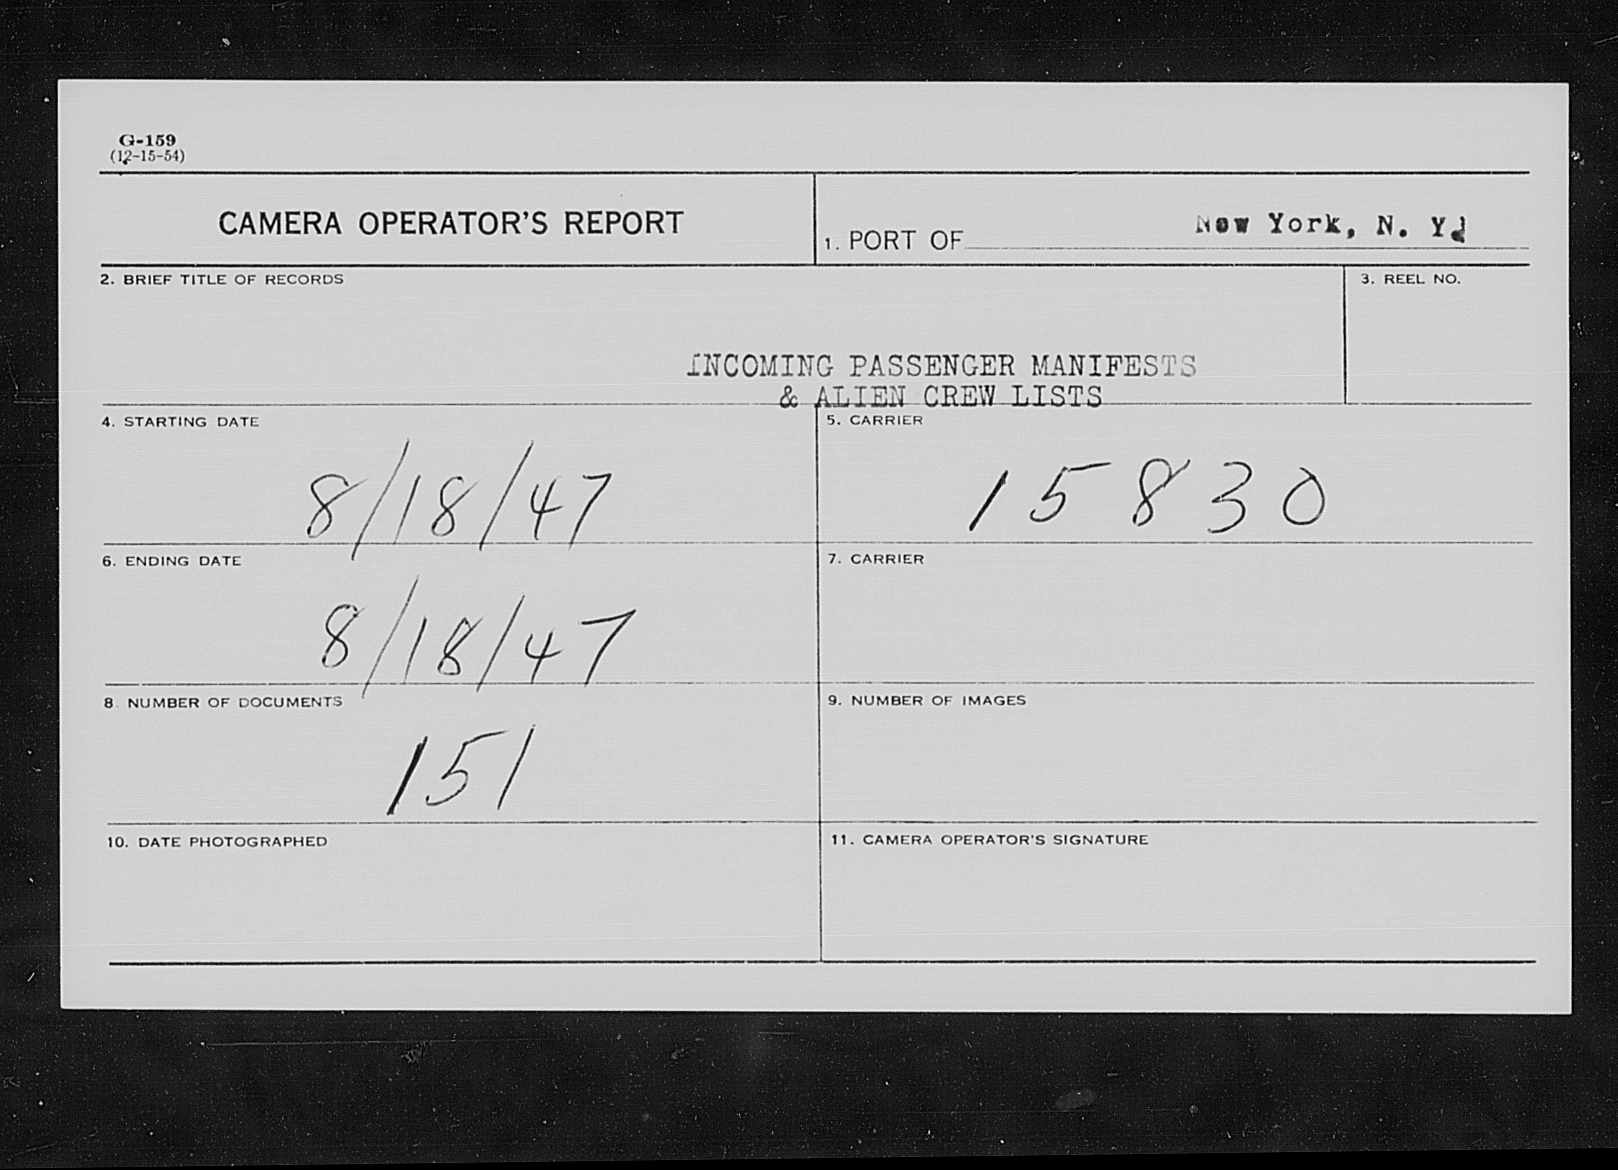 G-159
(12-15-54)
CAMERA OPERATOR'S REPORT
1. PORT OF New York, N. Y.
2. BRIEF TITLE OF RECORDS
3. REEL NO.
INCOMING PASSENGER MANIFESTS
& ALIEN CREW LISTS
4. STARTING DATE
5. CARRIER
8/18/47
15830
6. ENDING DATE
7. CARRIER
8/18/47
8. NUMBER OF DOCUMENTS
9. NUMBER OF IMAGES
151
10. DATE PHOTOGRAPHED
11. CAMERA OPERATOR'S SIGNATURE